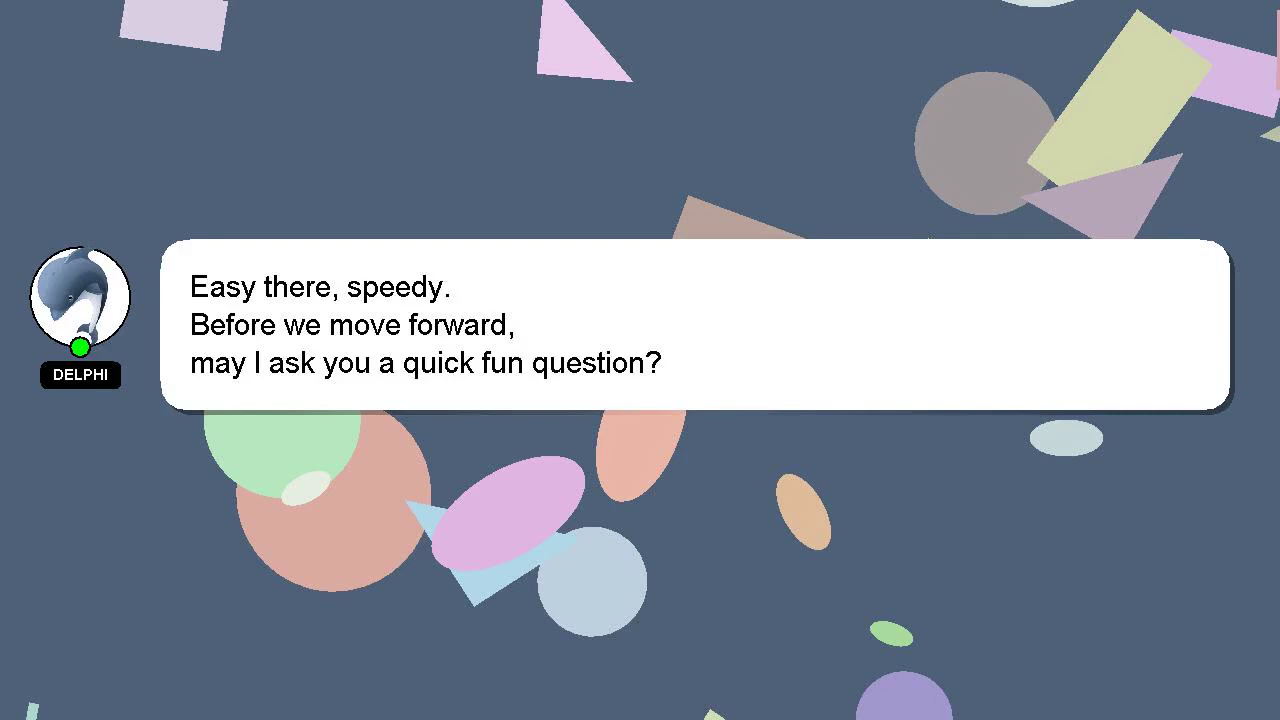 Easy there, speedy.
Before we move forward,
may I ask you a quick fun question?
DELPHI